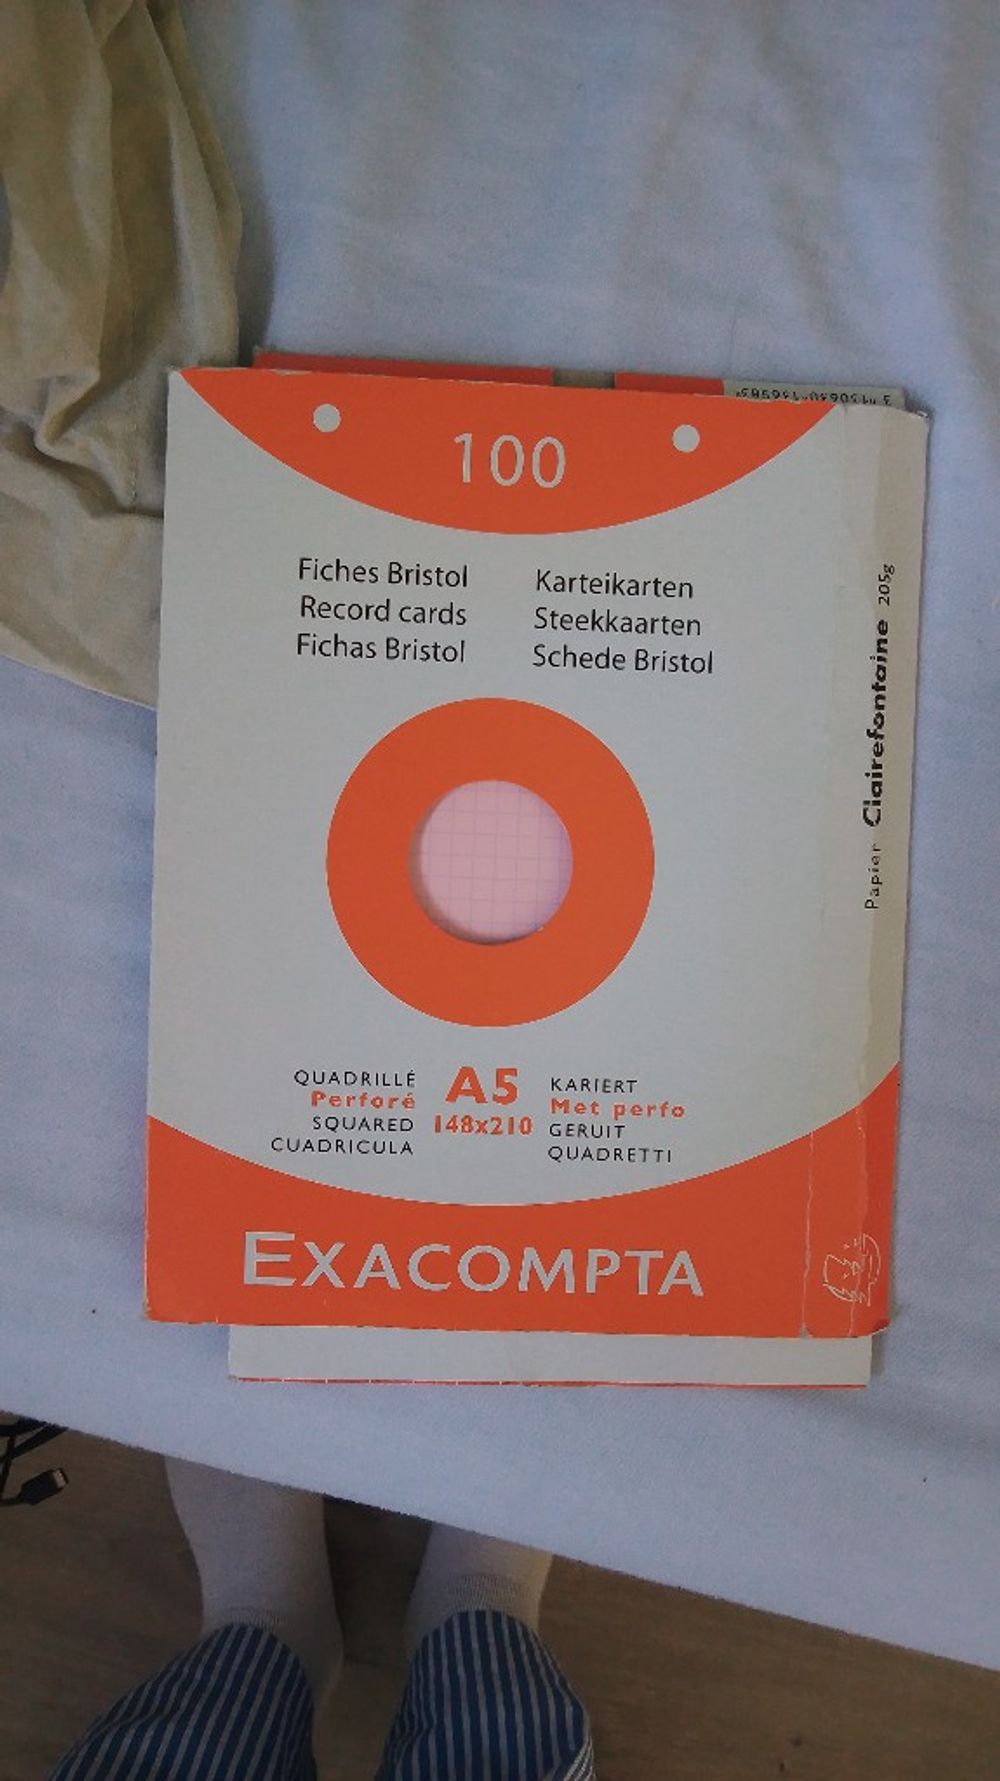 100
Fiches Bristol
Record cards
Fichas Bristol
Karteikarten
Steekkaarten
Schede Bristol
Papier Clairefontaine 205g
QUADRILLÉ
Perforé
SQUARED
CUADRICULA
A5
148x210
KARIERT
Met perfo
GERUIT
QUADRETTI
EXACOMPTA